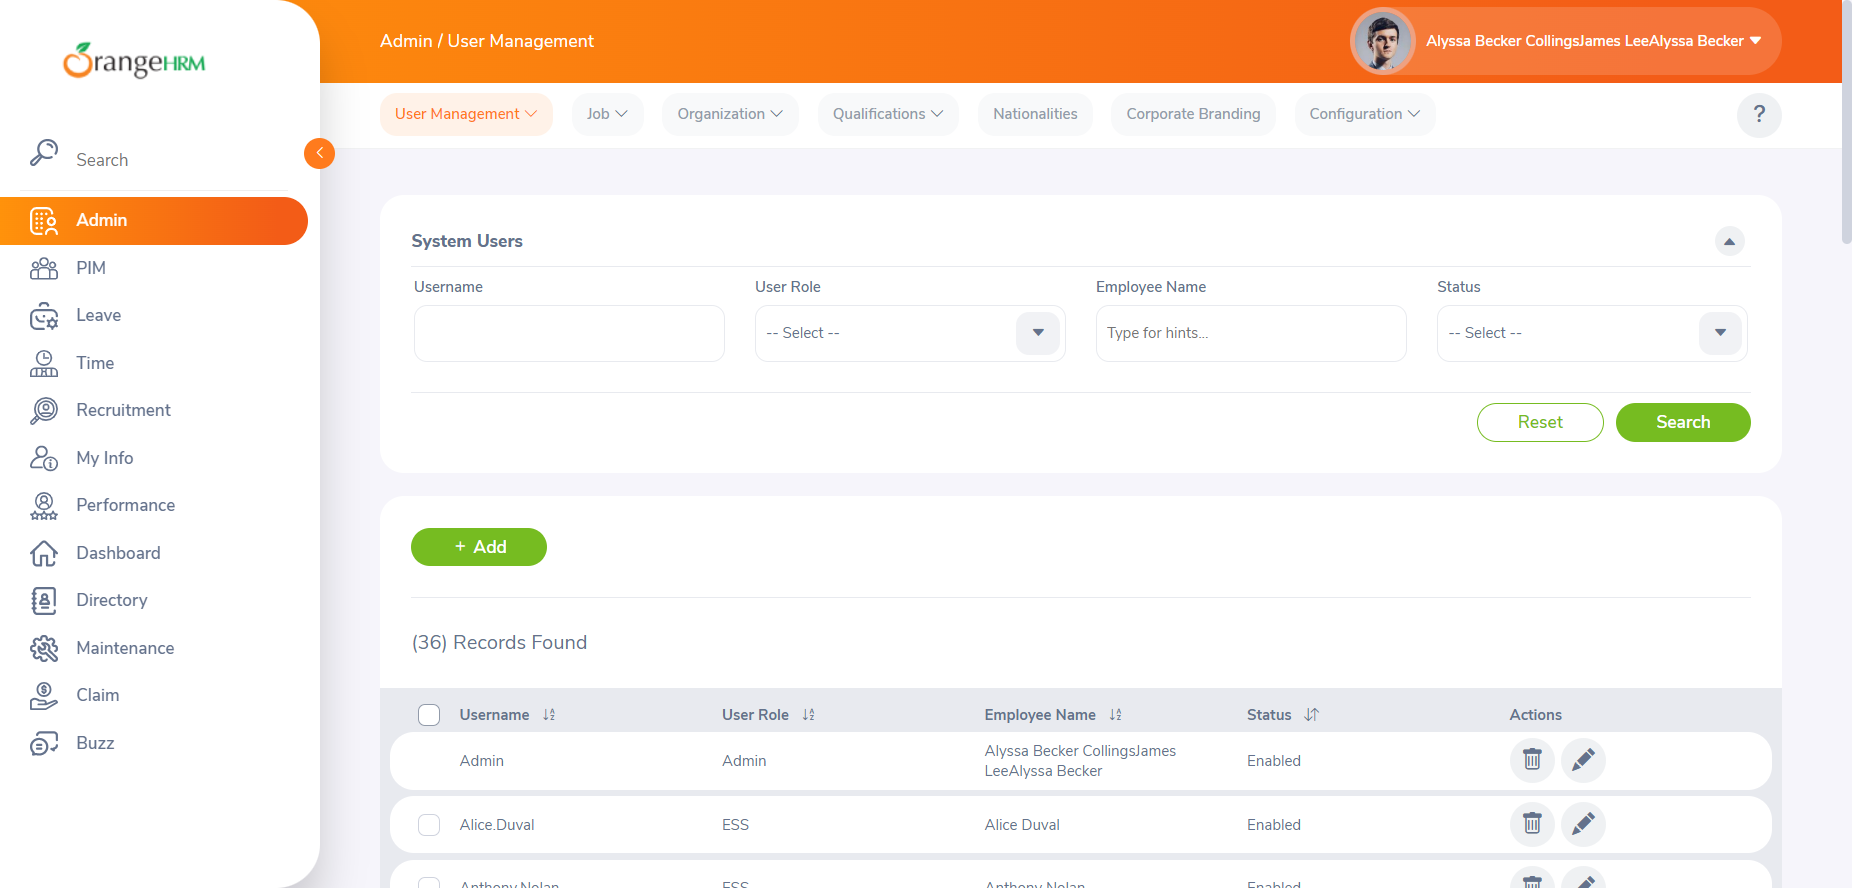 OrangeHRM
Admin / User Management
Alyssa Becker CollingsJames LeeAlyssa Becker
User Management
Job
Organization
Qualifications
Nationalities
Corporate Branding
Configuration
?
Search
Admin
PIM
Leave
Time
Recruitment
My Info
Performance
Dashboard
Directory
Maintenance
Claim
Buzz
System Users
Username
User Role
Employee Name
Status
-- Select --
Type for hints...
-- Select --
Reset
Search
+ Add
(36) Records Found
Username
User Role
Employee Name
Status
Actions
Admin
Admin
Alyssa Becker CollingsJames
LeeAlyssa Becker
Enabled
Alice.Duval
ESS
Alice Duval
Enabled
Anthony.Nolan
ESS
Anthony Nolan
Enabled